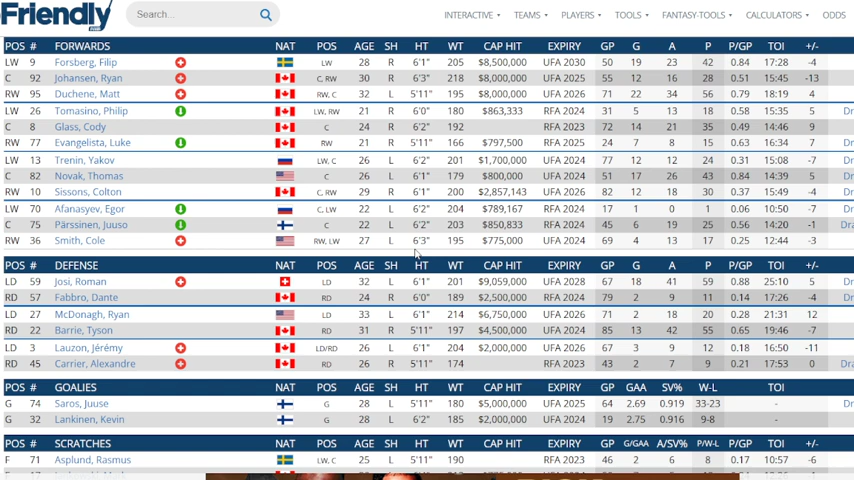 Friendly
Search...
INTERACTIVE TEAMS PLAYERS TOOLS FANTASY-TOOLS CALCULATORS ODDS
POS # FORWARDS NAT POS AGE SH HT WT CAP HIT EXPIRY GP G A P P/GP TOI +/-
LW 9 Forsberg, Filip LW 28 R 6'1" 205 $8,500,000 UFA 2030 50 19 23 42 0.84 17:28 -4
C 92 Johansen, Ryan C, RW 30 R 6'3" 218 $8,000,000 UFA 2025 55 12 16 28 0.51 15:45 -13
RW 95 Duchene, Matt RW, C 32 L 5'11" 195 $8,000,000 UFA 2026 71 22 34 56 0.79 18:19 4
LW 26 Tomasino, Philip LW, RW 21 R 6'0" 180 $863,333 RFA 2024 31 5 13 18 0.58 15:35 5 Dr
C 8 Glass, Cody C 24 R 6'2" 192 RFA 2023 72 14 21 35 0.49 14:46 9
RW 77 Evangelista, Luke RW 21 R 5'11" 166 $797,500 RFA 2025 24 7 8 15 0.63 16:34 7 Dr
LW 13 Trenin, Yakov LW, C 26 L 6'2" 201 $1,700,000 UFA 2024 77 12 12 24 0.31 15:08 -7
C 82 Novak, Thomas C 26 L 6'1" 179 $800,000 UFA 2024 51 17 26 43 0.84 14:39 5 Dr
RW 10 Sissons, Colton C, RW 29 R 6'1" 200 $2,857,143 UFA 2026 82 12 18 30 0.37 15:49 -4 Dr
LW 70 Afanasyev, Egor C, LW 22 L 6'2" 204 $789,167 RFA 2024 17 1 0 1 0.06 10:50 -7 Dr
C 75 Pärssinen, Juuso C 22 L 6'2" 203 $850,833 RFA 2024 45 6 19 25 0.56 14:20 -1 Dra
RW 36 Smith, Cole RW, LW 27 L 6'3" 195 $775,000 UFA 2024 69 4 13 17 0.25 12:44 -3
POS # DEFENSE NAT POS AGE SH HT WT CAP HIT EXPIRY GP G A P P/GP TOI +/-
LD 59 Josi, Roman LD 32 L 6'1" 201 $9,059,000 UFA 2028 67 18 41 59 0.88 25:10 5 Dr
RD 57 Fabbro, Dante RD 24 R 6'0" 189 $2,500,000 RFA 2024 79 2 9 11 0.14 17:26 -4 Dr
LD 27 McDonagh, Ryan LD 33 L 6'1" 214 $6,750,000 UFA 2026 71 2 18 20 0.28 21:31 12
RD 22 Barrie, Tyson RD 31 R 5'11" 197 $4,500,000 UFA 2024 85 13 42 55 0.65 19:46 -7
LD 3 Lauzon, Jérémy LD/RD 26 L 6'1" 204 $2,000,000 UFA 2026 67 3 9 12 0.18 16:50 -11
RD 45 Carrier, Alexandre RD 26 R 5'11" 174 RFA 2023 43 2 7 9 0.21 17:53 0 Dra
POS # GOALIES NAT POS AGE SH HT WT CAP HIT EXPIRY GP GAA SV% W-L TOI
G 74 Saros, Juuse G 28 L 5'11" 180 $5,000,000 UFA 2025 64 2.69 0.919 33-23 - Dr
G 32 Lankinen, Kevin G 28 L 6'2" 185 $2,000,000 UFA 2024 19 2.75 0.916 9-8 -
POS # SCRATCHES NAT POS AGE SH HT WT CAP HIT EXPIRY GP G/GAA A/SV% P/W-L P/GP TOI +/-
F 71 Asplund, Rasmus LW, C 25 L 5'11" 190 RFA 2023 46 2 6 8 0.17 10:57 -6